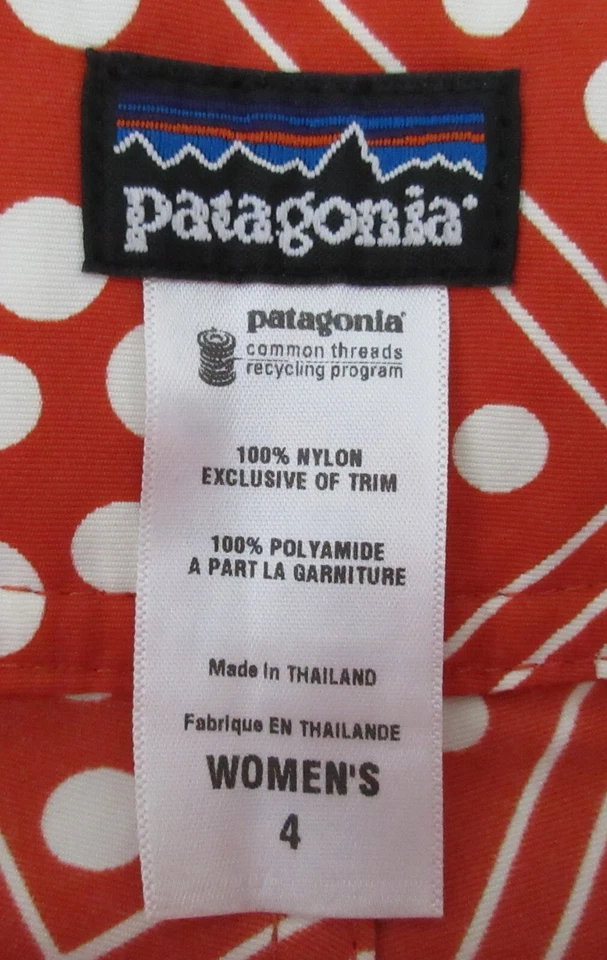 patagonia
patagonia
common threads
recycling program
100% NYLON
EXCLUSIVE OF TRIM
100% POLYAMIDE
A PART LA GARNITURE
Made in THAILAND
Fabrique EN THAILANDE
WOMEN'S
4